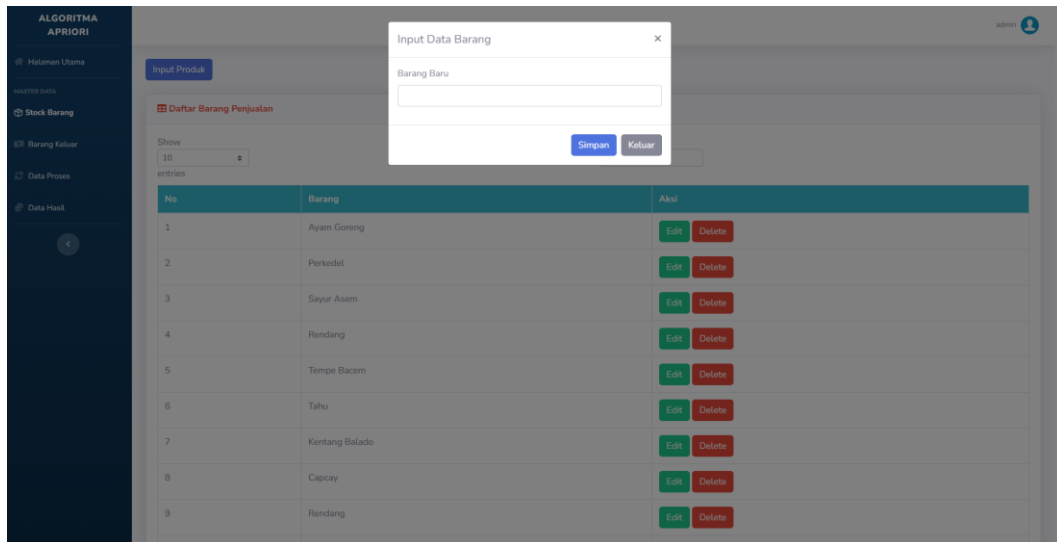 ALGORITMA
APRIORI
Halaman Utama
MASTER DATA
Stock Barang
Barang Keluar
Data Proses
Data Hasil
admin
Input Produk
Input Data Barang
×
Barang Baru
Simpan Keluar
Daftar Barang Penjualan
Show
10
entries
No Barang Aksi
1 Ayam Goreng Edit Delete
2 Perkedel Edit Delete
3 Sayur Asem Edit Delete
4 Rendang Edit Delete
5 Tempe Bacem Edit Delete
6 Tahu Edit Delete
7 Kentang Balado Edit Delete
8 Capcay Edit Delete
9 Rendang Edit Delete